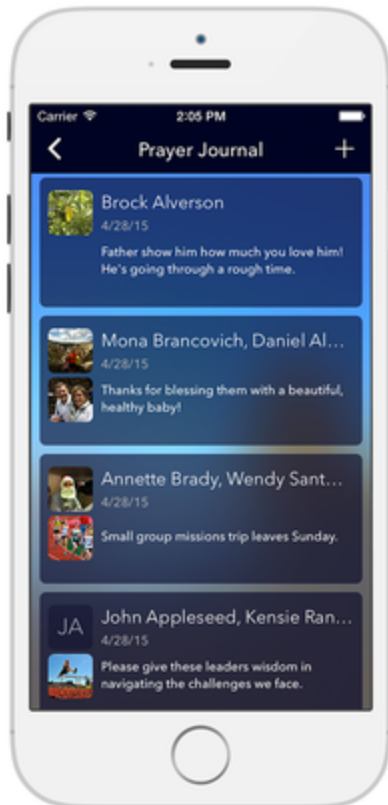 Carrier 2:05 PM
Prayer Journal
Brock Alverson
4/28/15
Father show him how much you love him!
He's going through a rough time.
Mona Brancovich, Daniel Al...
4/28/15
Thanks for blessing them with a beautiful,
healthy baby!
Annette Brady, Wendy Sant...
4/28/15
Small group missions trip leaves Sunday.
JA
John Appleseed, Kensie Ran...
4/28/15
Please give these leaders wisdom in
navigating the challenges we face.